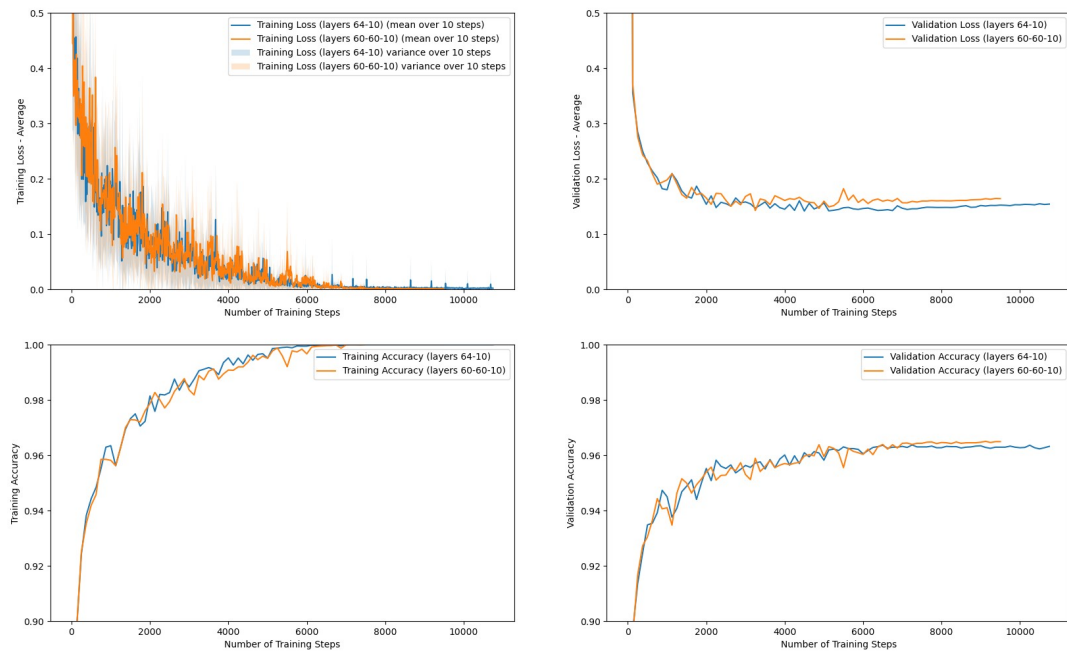 0.5
0.4
0.3
0.2
0.1
0.0
Training Loss - Average
Training Loss (layers 64-10) (mean over 10 steps)
Training Loss (layers 60-60-10) (mean over 10 steps)
Training Loss (layers 64-10) variance over 10 steps
Training Loss (layers 60-60-10) variance over 10 steps
0 2000 4000 6000 8000 10000
Number of Training Steps
0.5
0.4
0.3
0.2
0.1
0.0
Validation Loss - Average
Validation Loss (layers 64-10)
Validation Loss (layers 60-60-10)
0 2000 4000 6000 8000 10000
Number of Training Steps
1.00
0.98
0.96
0.94
0.92
0.90
Training Accuracy
Training Accuracy (layers 64-10)
Training Accuracy (layers 60-60-10)
0 2000 4000 6000 8000 10000
Number of Training Steps
1.00
0.98
0.96
0.94
0.92
0.90
Validation Accuracy
Validation Accuracy (layers 64-10)
Validation Accuracy (layers 60-60-10)
0 2000 4000 6000 8000 10000
Number of Training Steps